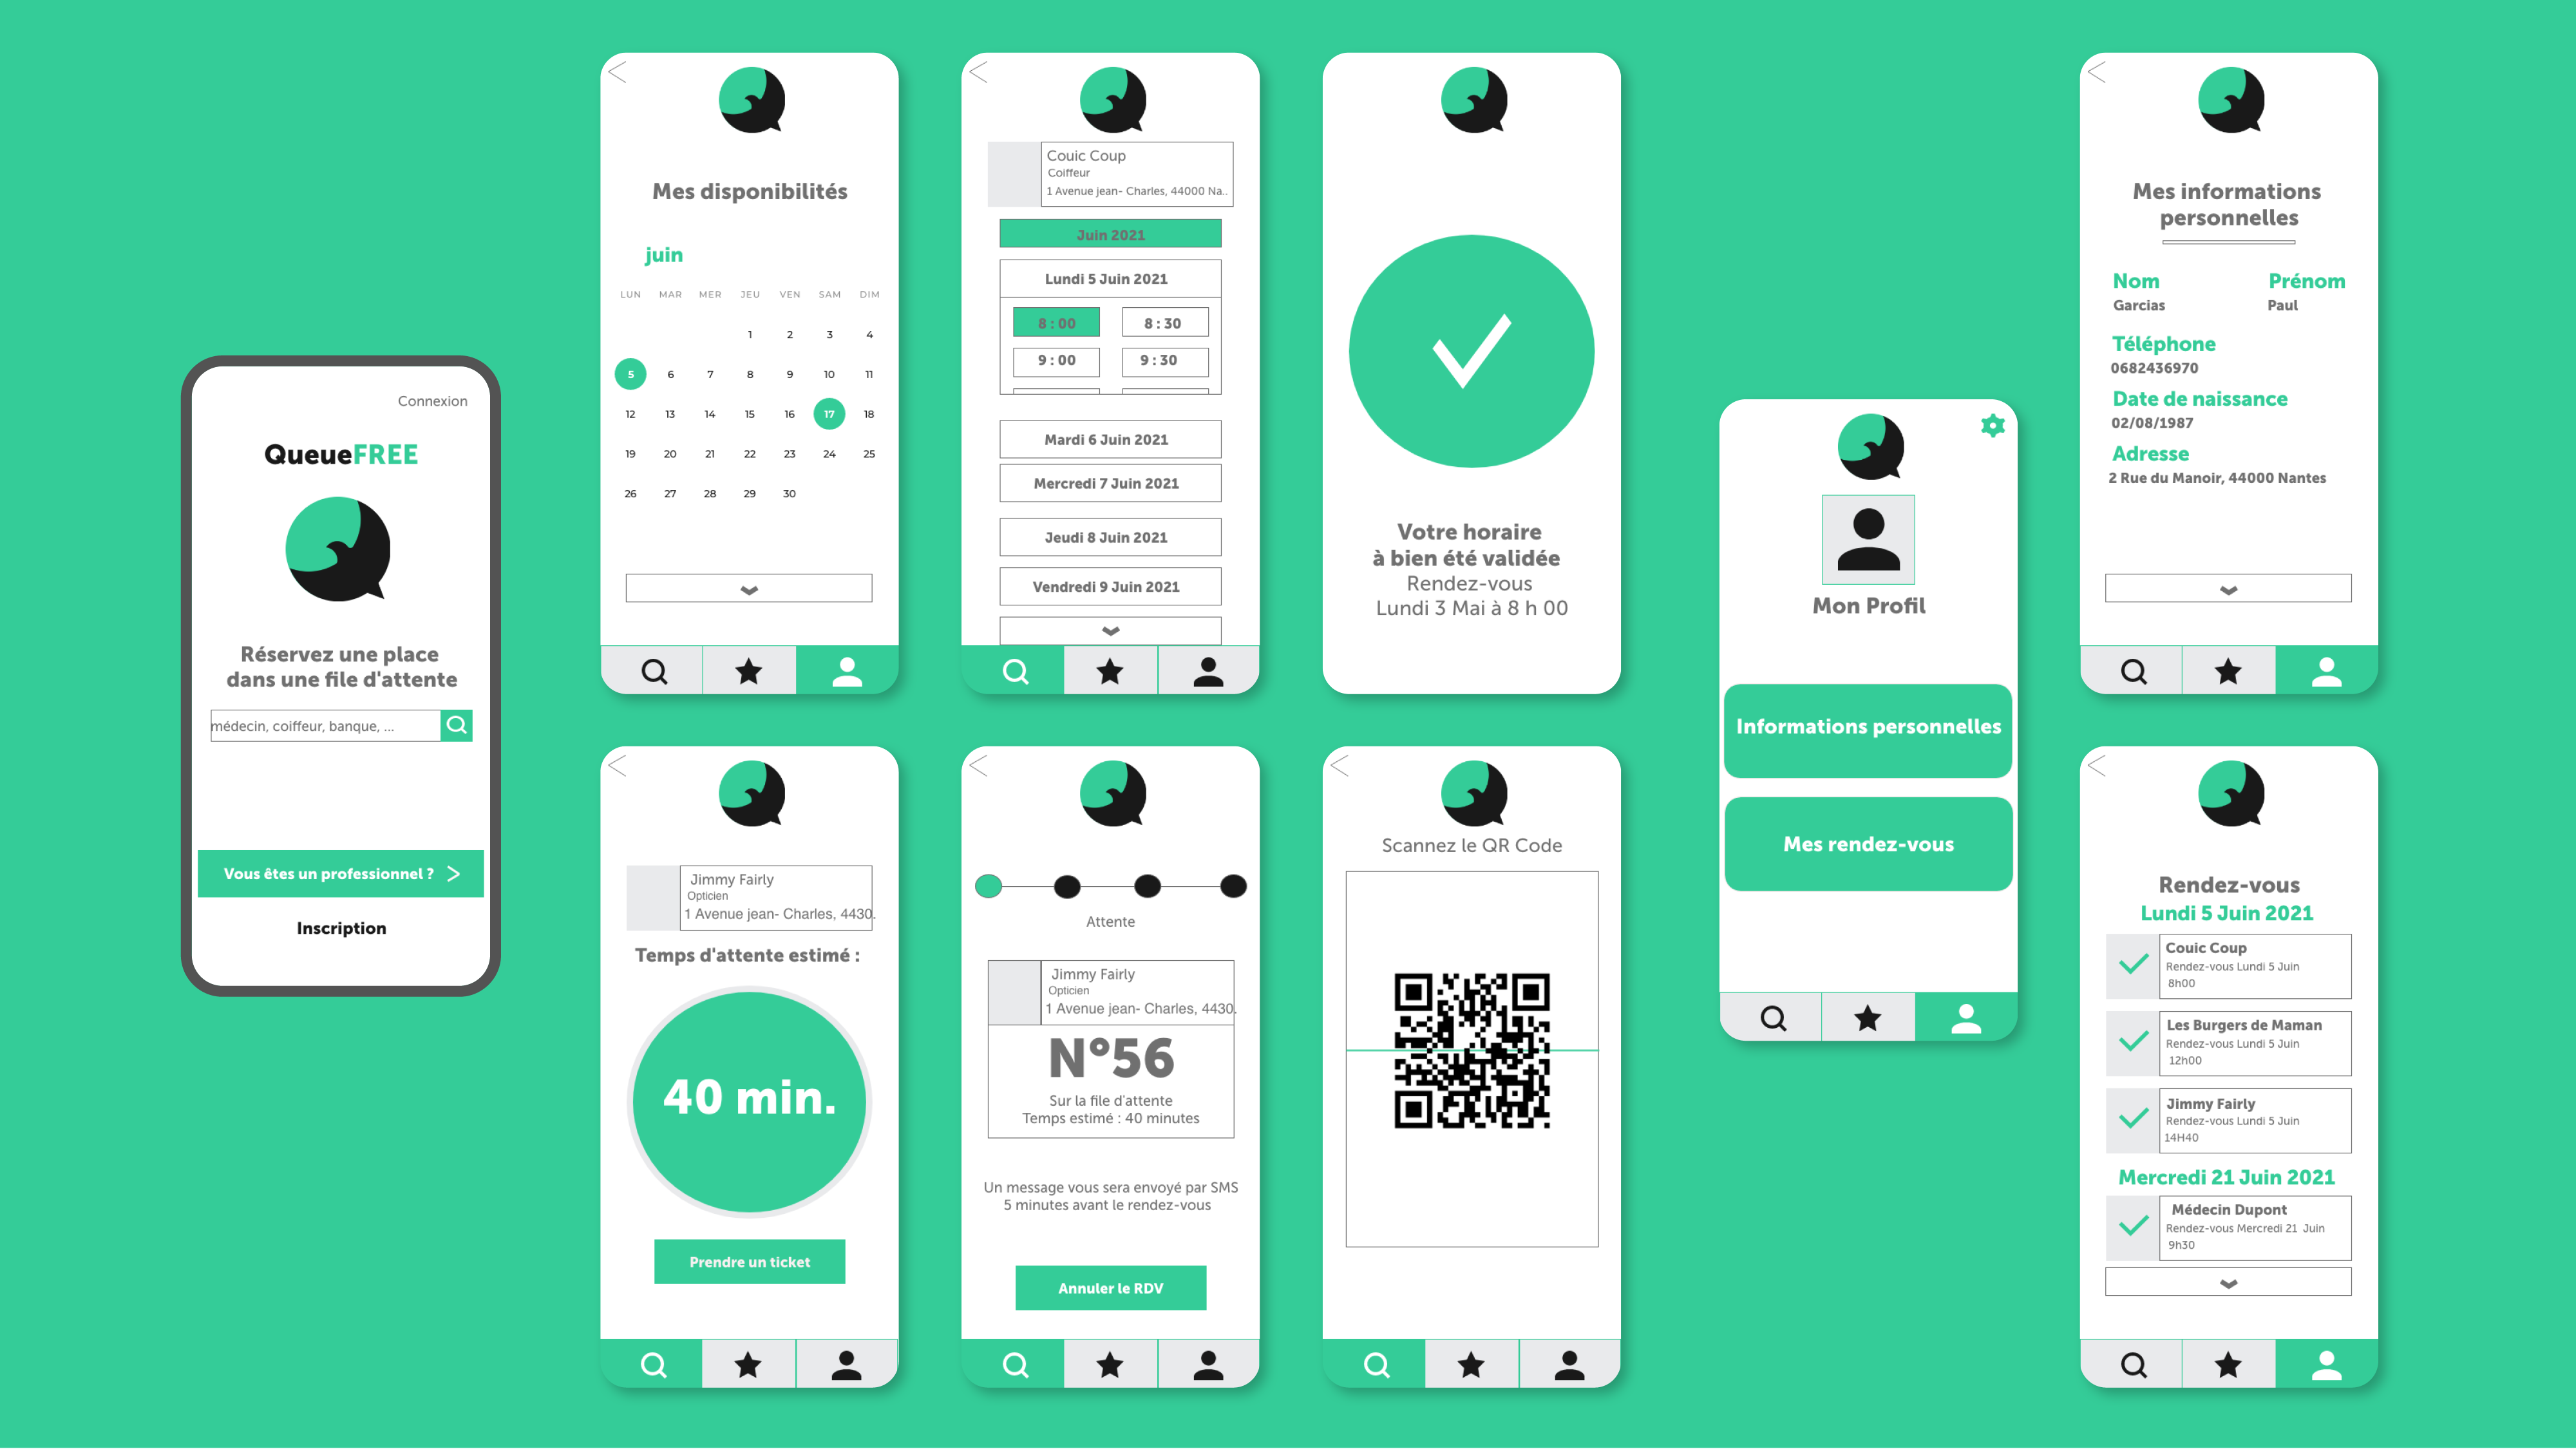 Connexion
QueueFREE
Réservez une place
dans une file d'attente
médecin, coiffeur, banque, ...
Vous êtes un professionnel ? >
Inscription
Mes disponibilités
juin
LUN MAR MER JEU VEN SAM DIM
1 2 3 4
5 6 7 8 9 10 11
12 13 14 15 16 17 18
19 20 21 22 23 24 25
26 27 28 29 30
Couic Coup
Coiffeur
1 Avenue jean- Charles, 44000 Na..
Juin 2021
Lundi 5 Juin 2021
8 : 00 8 : 30
9 : 00 9 : 30
Mardi 6 Juin 2021
Mercredi 7 Juin 2021
Jeudi 8 Juin 2021
Vendredi 9 Juin 2021
Votre horaire
à bien été validée
Rendez-vous
Lundi 3 Mai à 8 h 00
Jimmy Fairly
Opticien
1 Avenue jean- Charles, 4430.
Temps d'attente estimé :
40 min.
Prendre un ticket
Attente
Jimmy Fairly
Opticien
1 Avenue jean- Charles, 4430.
N°56
Sur la file d'attente
Temps estimé : 40 minutes
Un message vous sera envoyé par SMS
5 minutes avant le rendez-vous
Annuler le RDV
Scannez le QR Code
Mon Profil
Informations personnelles
Mes rendez-vous
Mes informations
personnelles
Nom Prénom
Garcias Paul
Téléphone
0682436970
Date de naissance
02/08/1987
Adresse
2 Rue du Manoir, 44000 Nantes
Rendez-vous
Lundi 5 Juin 2021
Couic Coup
Rendez-vous Lundi 5 Juin
8h00
Les Burgers de Maman
Rendez-vous Lundi 5 Juin
12h00
Jimmy Fairly
Rendez-vous Lundi 5 Juin
14H40
Mercredi 21 Juin 2021
Médecin Dupont
Rendez-vous Mercredi 21 Juin
9h30